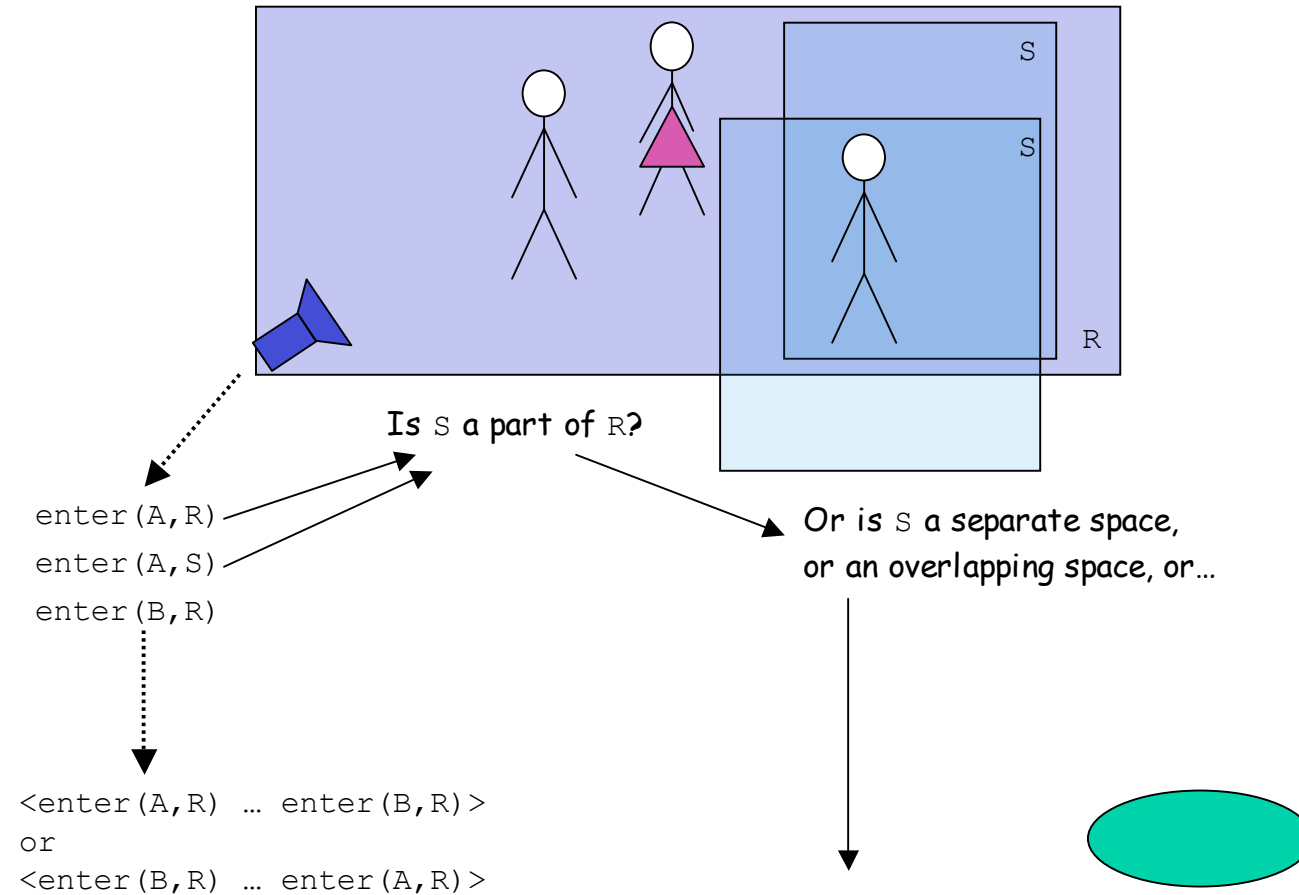 S
S
R
Is S a part of R?
enter(A,R)
enter(A,S)
enter(B,R)
Or is S a separate space,
or an overlapping space, or…
<enter(A,R) … enter(B,R)>
or
<enter(B,R) … enter(A,R)>